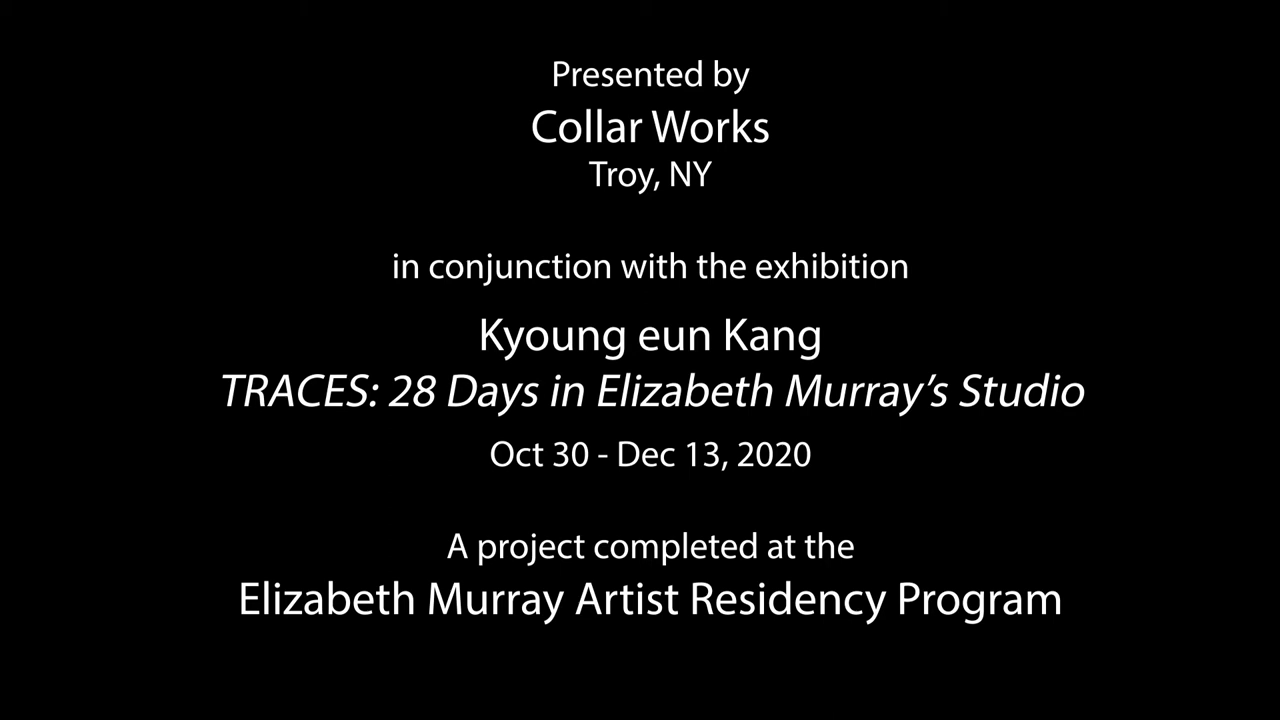 Presented by
Collar Works
Troy, NY
in conjunction with the exhibition
Kyoung eun Kang
TRACES: 28 Days in Elizabeth Murray’s Studio
Oct 30 - Dec 13, 2020
A project completed at the
Elizabeth Murray Artist Residency Program